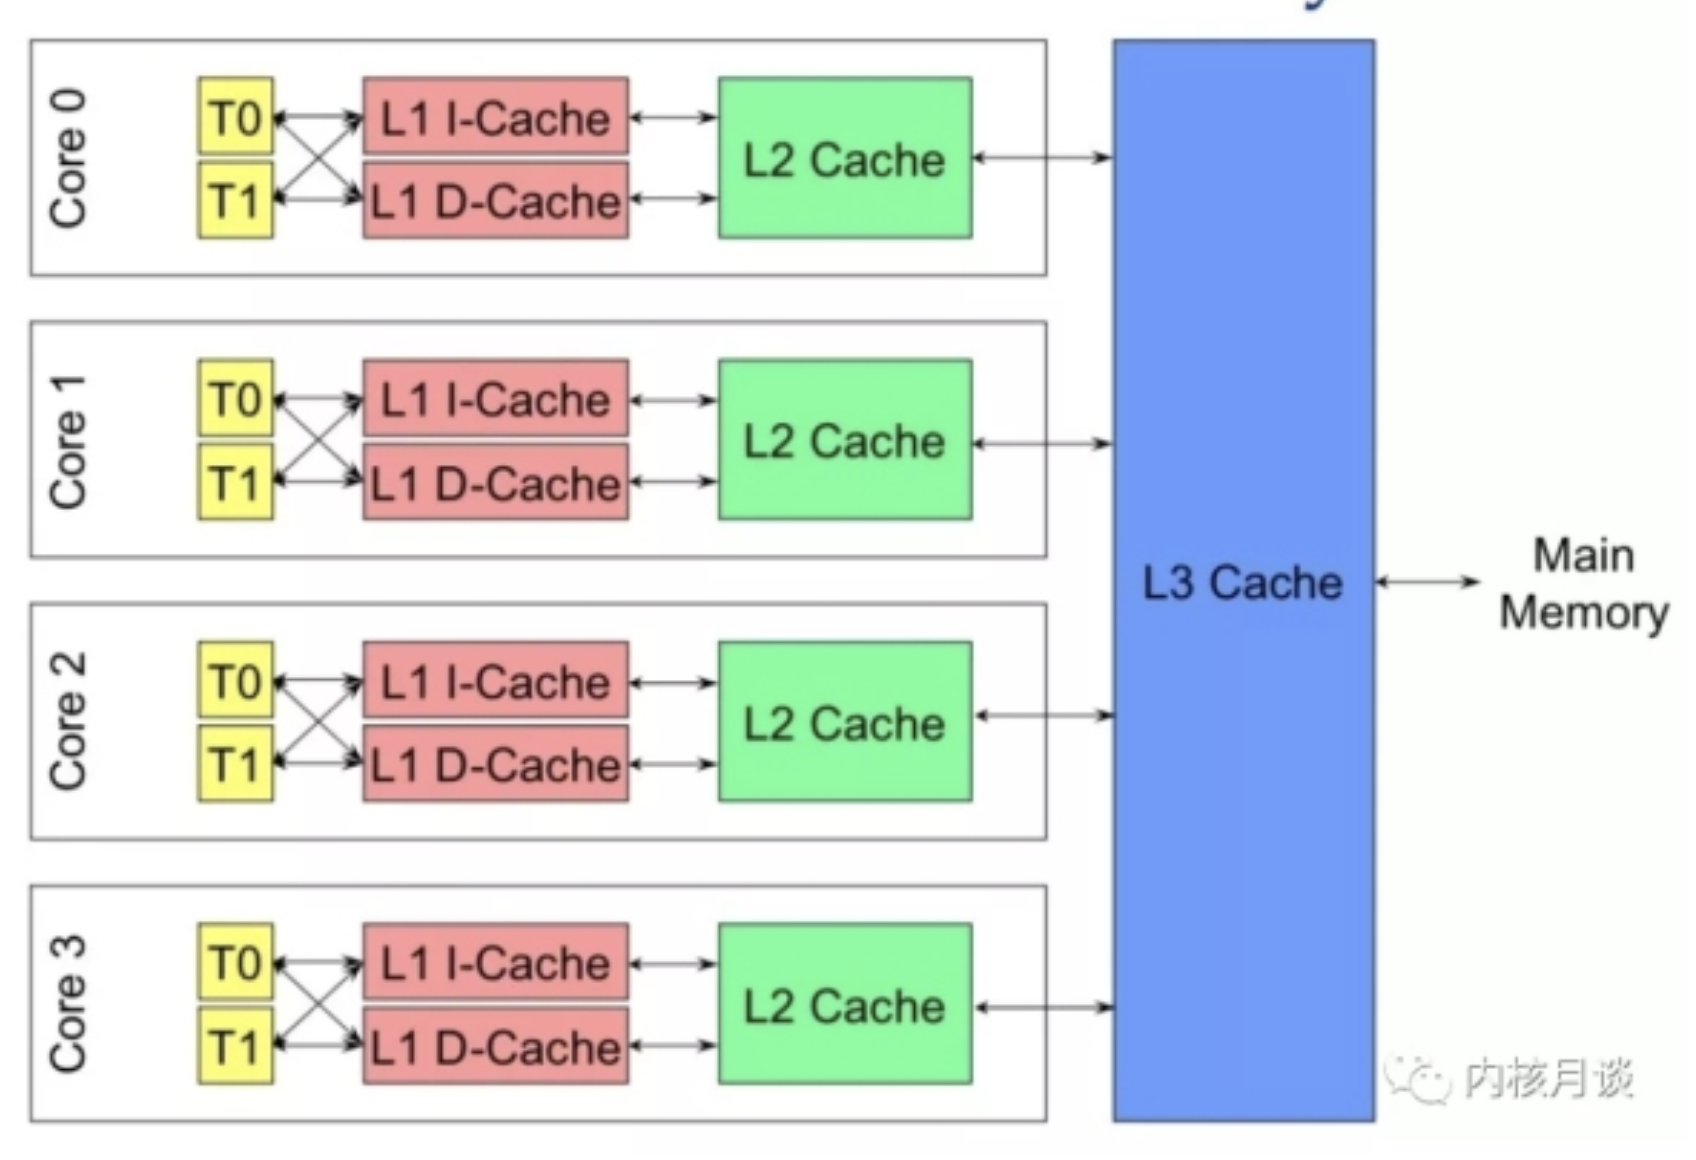 Core 0
T0
L1 I-Cache
T1
L1 D-Cache
L2 Cache
Core 1
T0
L1 I-Cache
T1
L1 D-Cache
L2 Cache
Core 2
T0
L1 I-Cache
T1
L1 D-Cache
L2 Cache
Core 3
T0
L1 I-Cache
T1
L1 D-Cache
L2 Cache
L3 Cache
Main
Memory
内核月谈